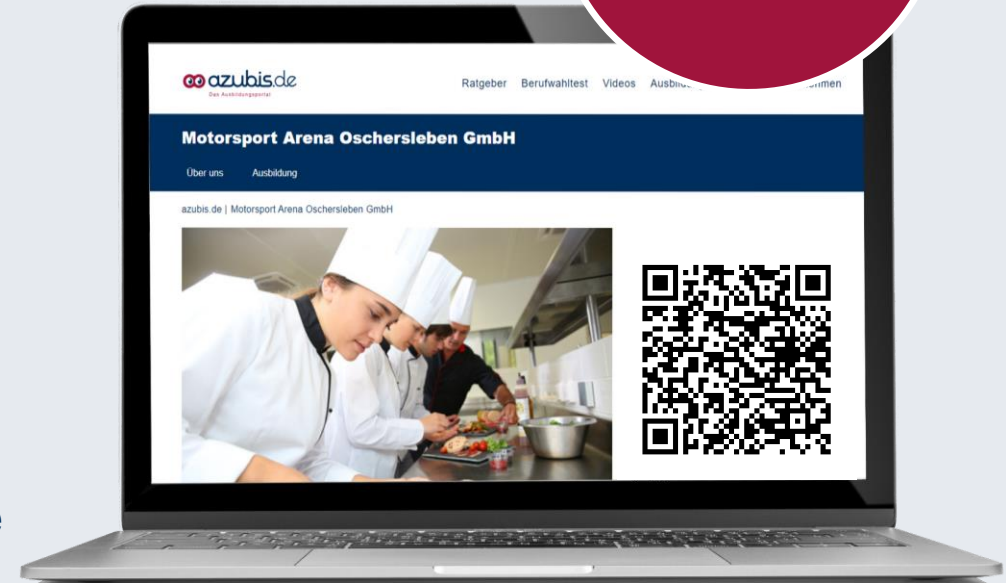 azubis.de
Das Ausbildungsportal
Ratgeber Berufwahltest Videos
Motorsport Arena Oschersleben GmbH
Über uns Ausbildung
azubis.de | Motorsport Arena Oschersleben GmbH